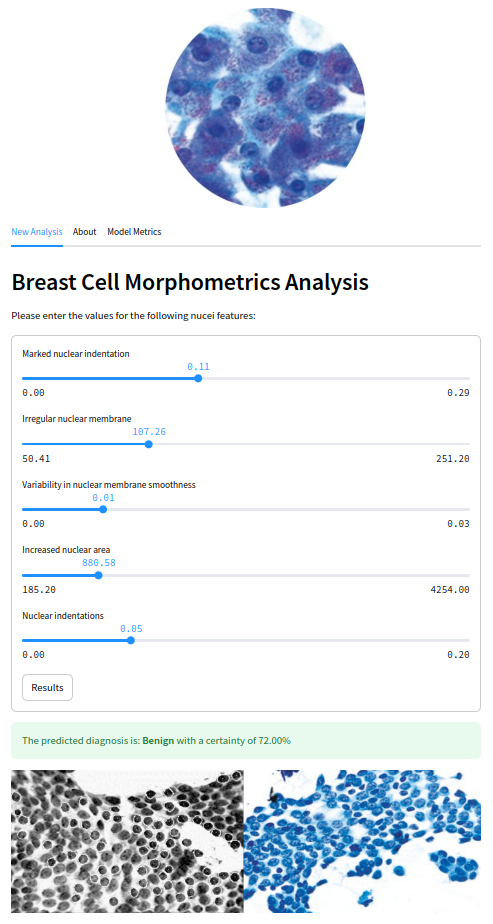 New Analysis About Model Metrics
Breast Cell Morphometrics Analysis
Please enter the values for the following nucei features:
Marked nuclear indentation
0.11
0.00 0.29
Irregular nuclear membrane
107.26
50.41 251.20
Variability in nuclear membrane smoothness
0.01
0.00 0.03
Increased nuclear area
880.58
185.20 4254.00
Nuclear indentations
0.05
0.00 0.20
Results
The predicted diagnosis is: Benign with a certainty of 72.00%